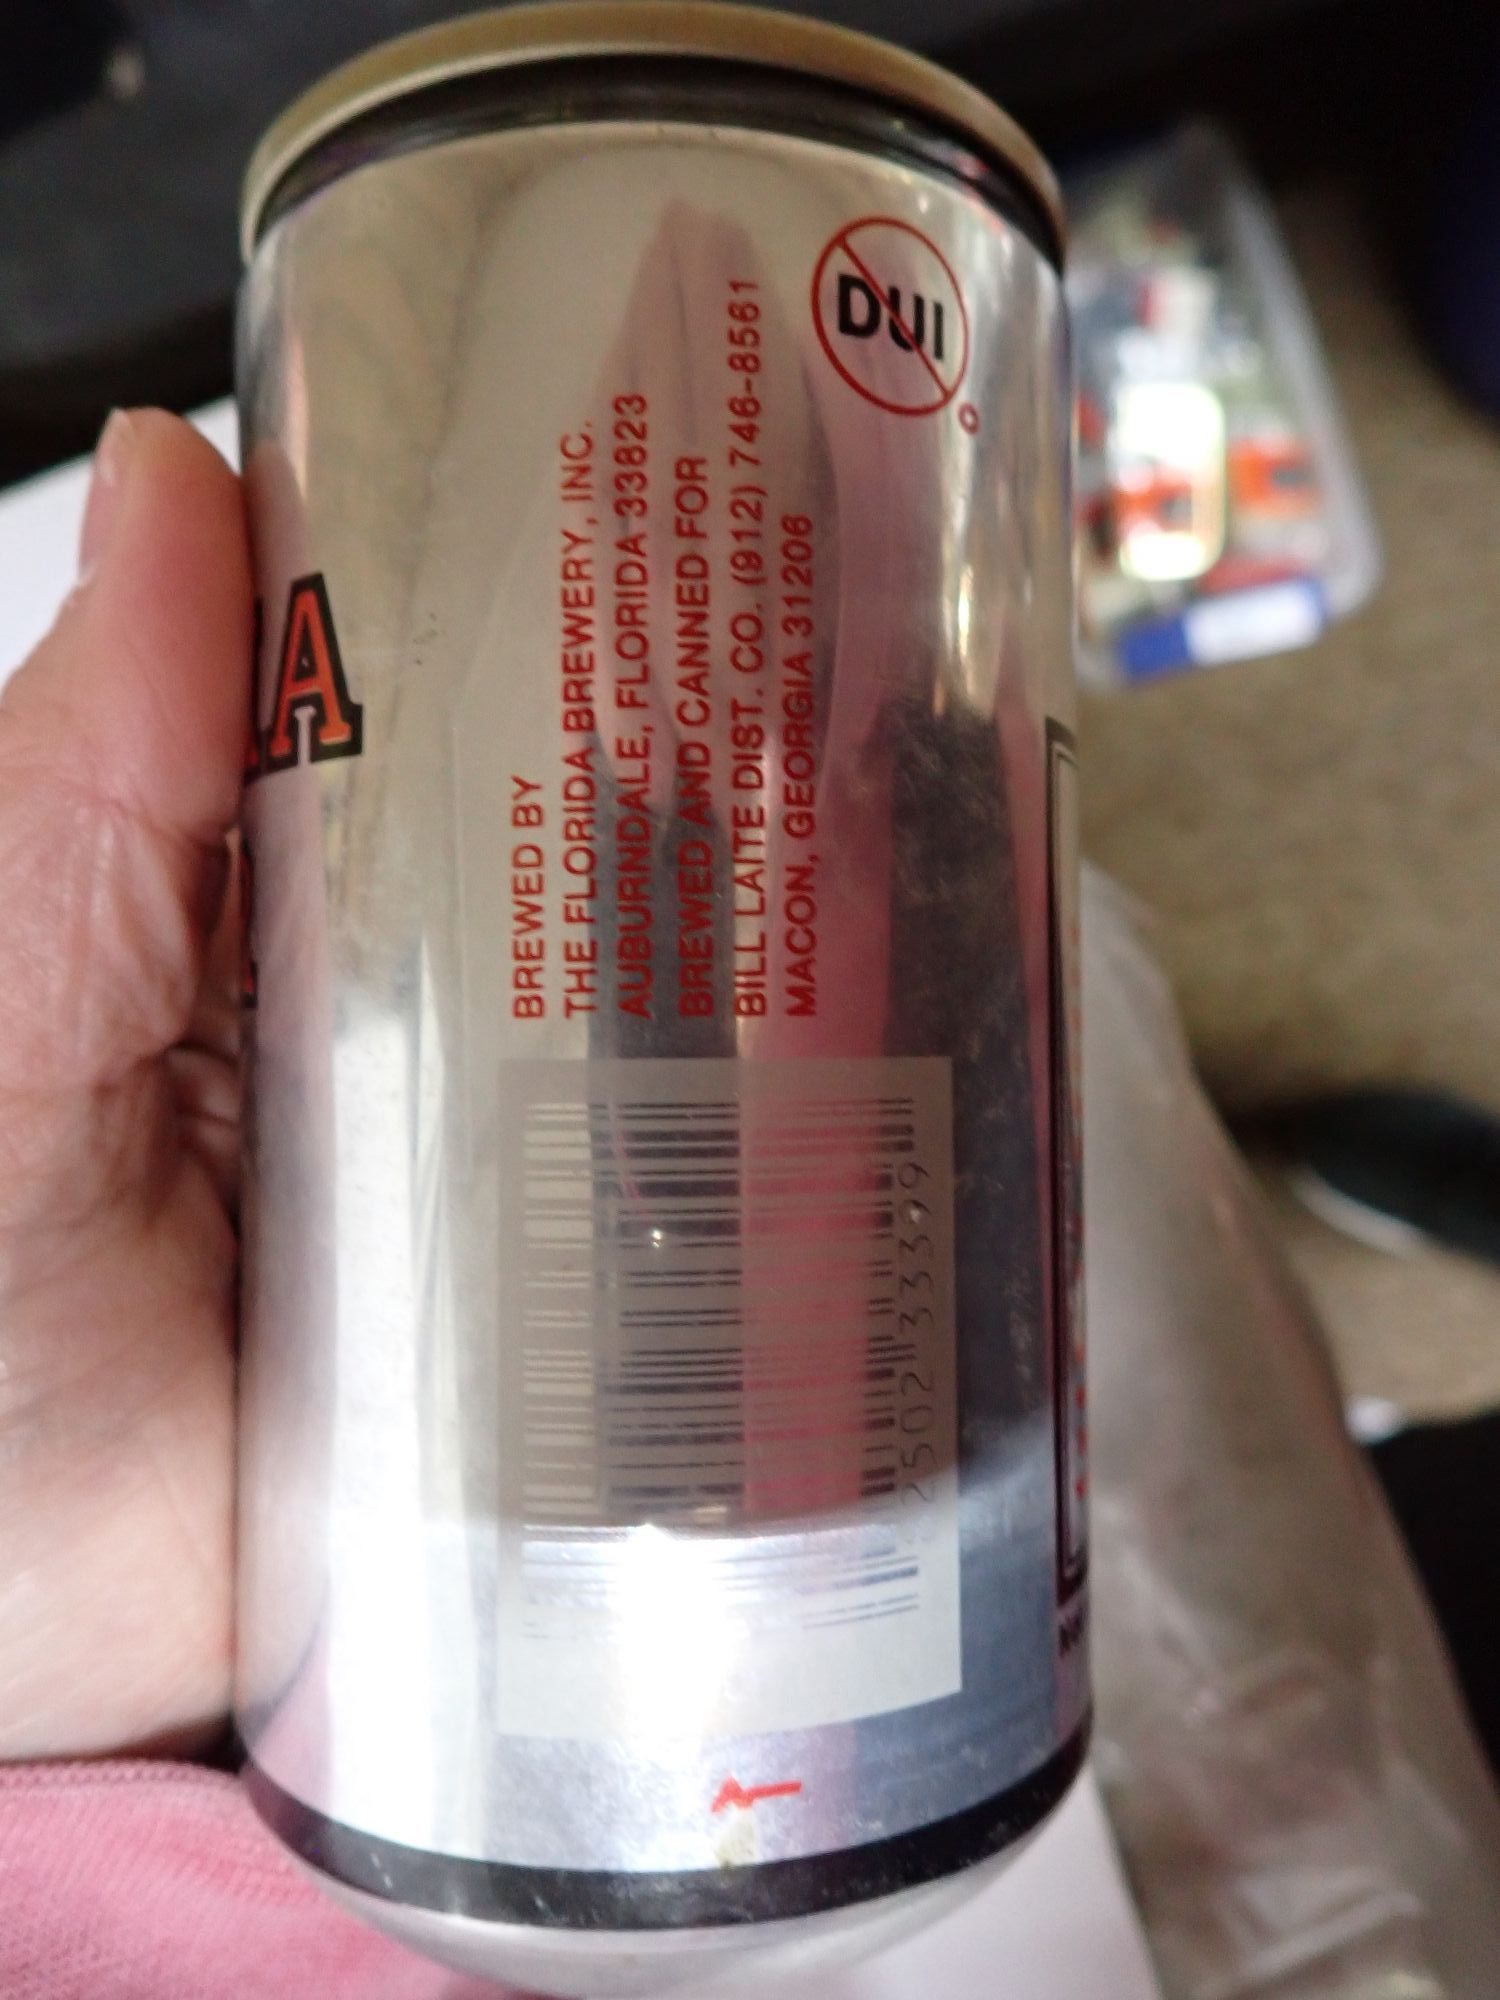 BREWED BY
THE FLORIDA BREWERY, INC.
AUBURNDALE, FLORIDA 33823
BREWED AND CANNED FOR
BILL LAITE DIST. CO. (912) 746-8561
MACON, GEORGIA 31206
DUI
A